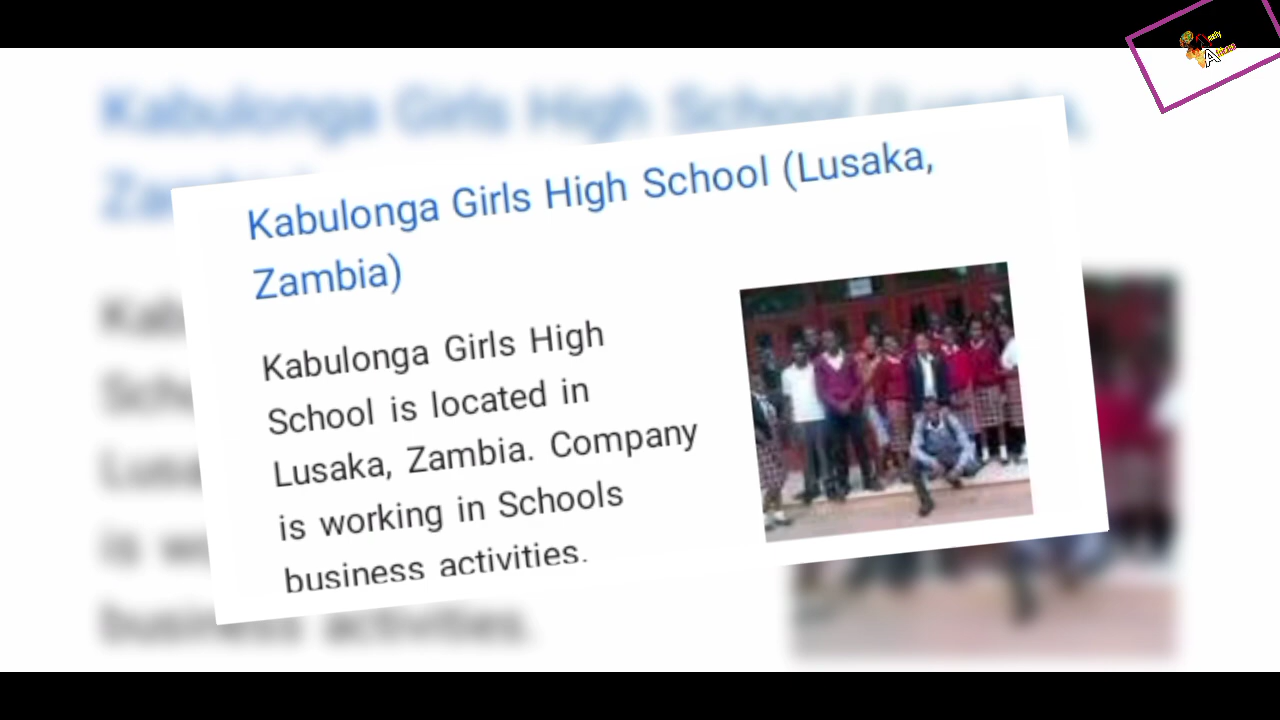 Kabulonga Girls High School (Lusaka,
Zambia)
Kabulonga Girls High
School is located in
Lusaka, Zambia. Company
is working in Schools
business activities.